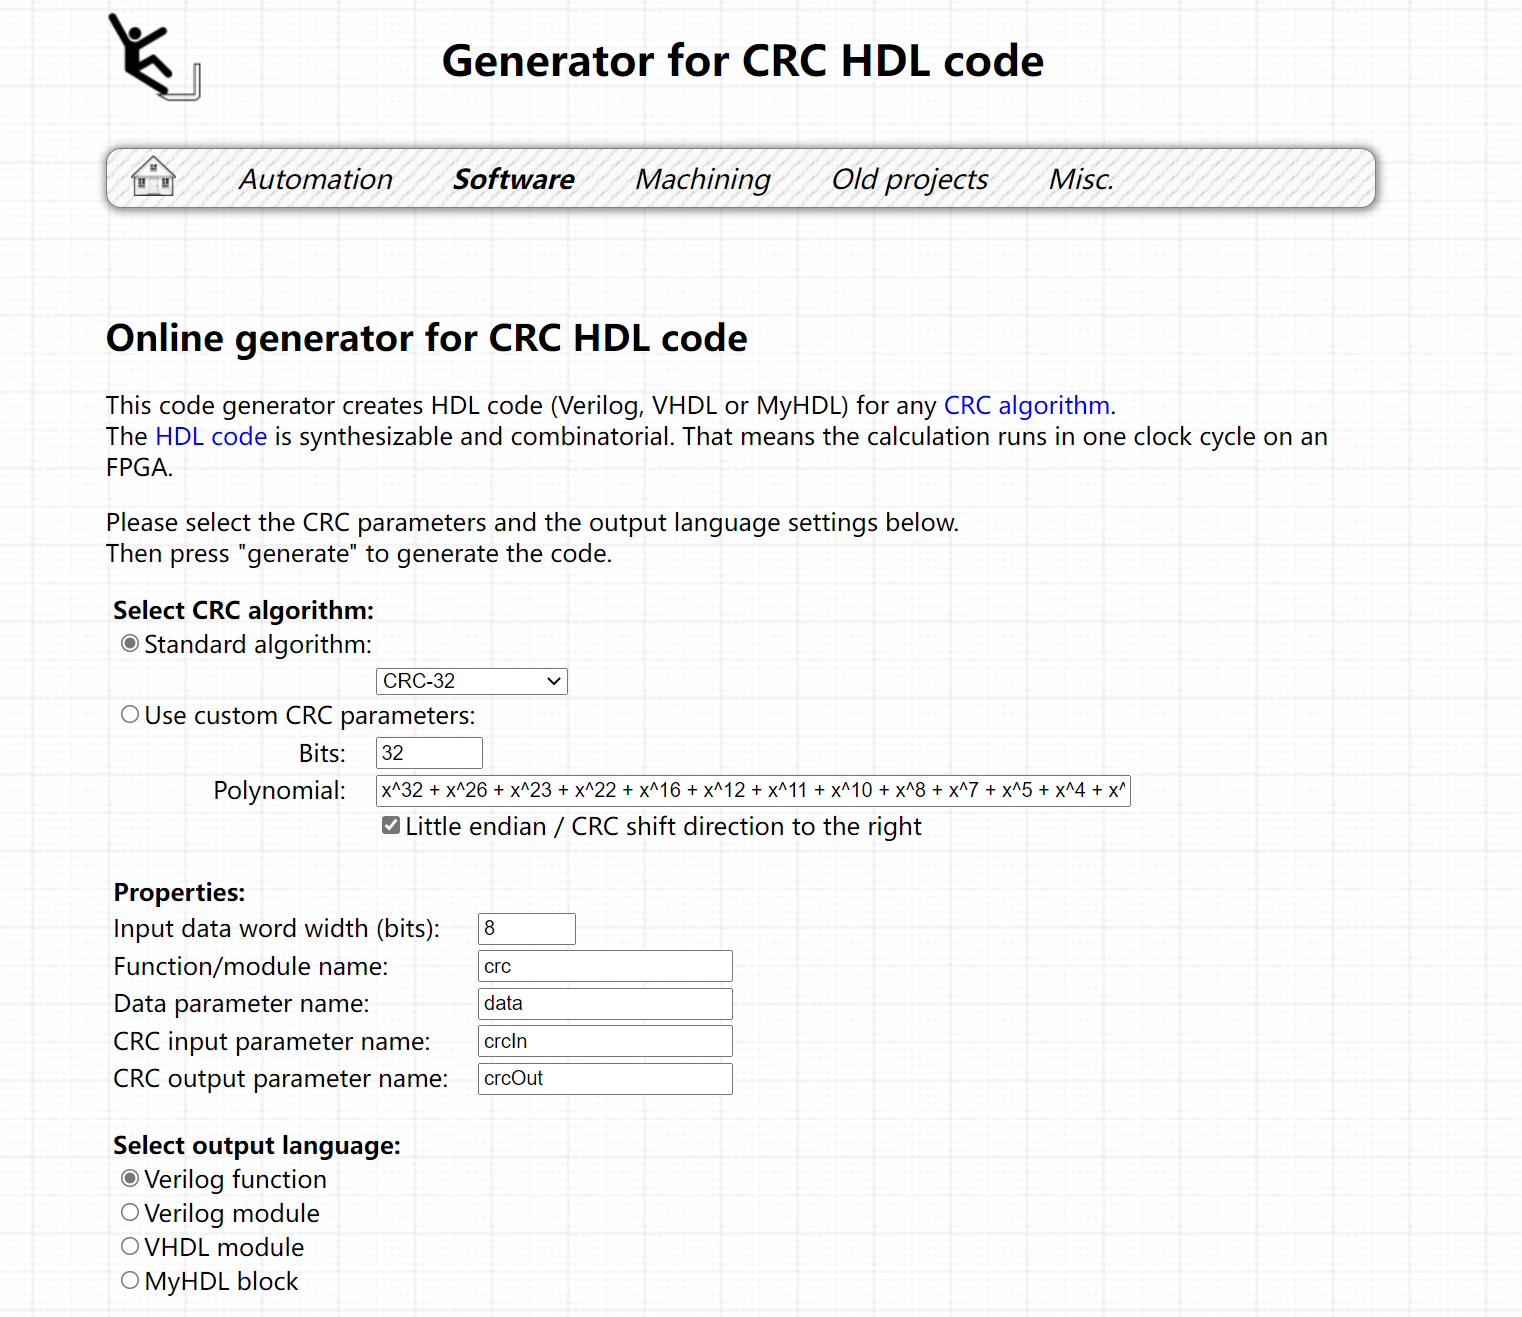 Generator for CRC HDL code
Automation Software Machining Old projects Misc.
Online generator for CRC HDL code
This code generator creates HDL code (Verilog, VHDL or MyHDL) for any CRC algorithm.
The HDL code is synthesizable and combinatorial. That means the calculation runs in one clock cycle on an
FPGA.
Please select the CRC parameters and the output language settings below.
Then press "generate" to generate the code.
Select CRC algorithm:
Standard algorithm:
CRC-32
Use custom CRC parameters:
Bits: 32
Polynomial: x^32 + x^26 + x^23 + x^22 + x^16 + x^12 + x^11 + x^10 + x^8 + x^7 + x^5 + x^4 + x^
Little endian / CRC shift direction to the right
Properties:
Input data word width (bits): 8
Function/module name: crc
Data parameter name: data
CRC input parameter name: crcIn
CRC output parameter name: crcOut
Select output language:
Verilog function
Verilog module
VHDL module
MyHDL block